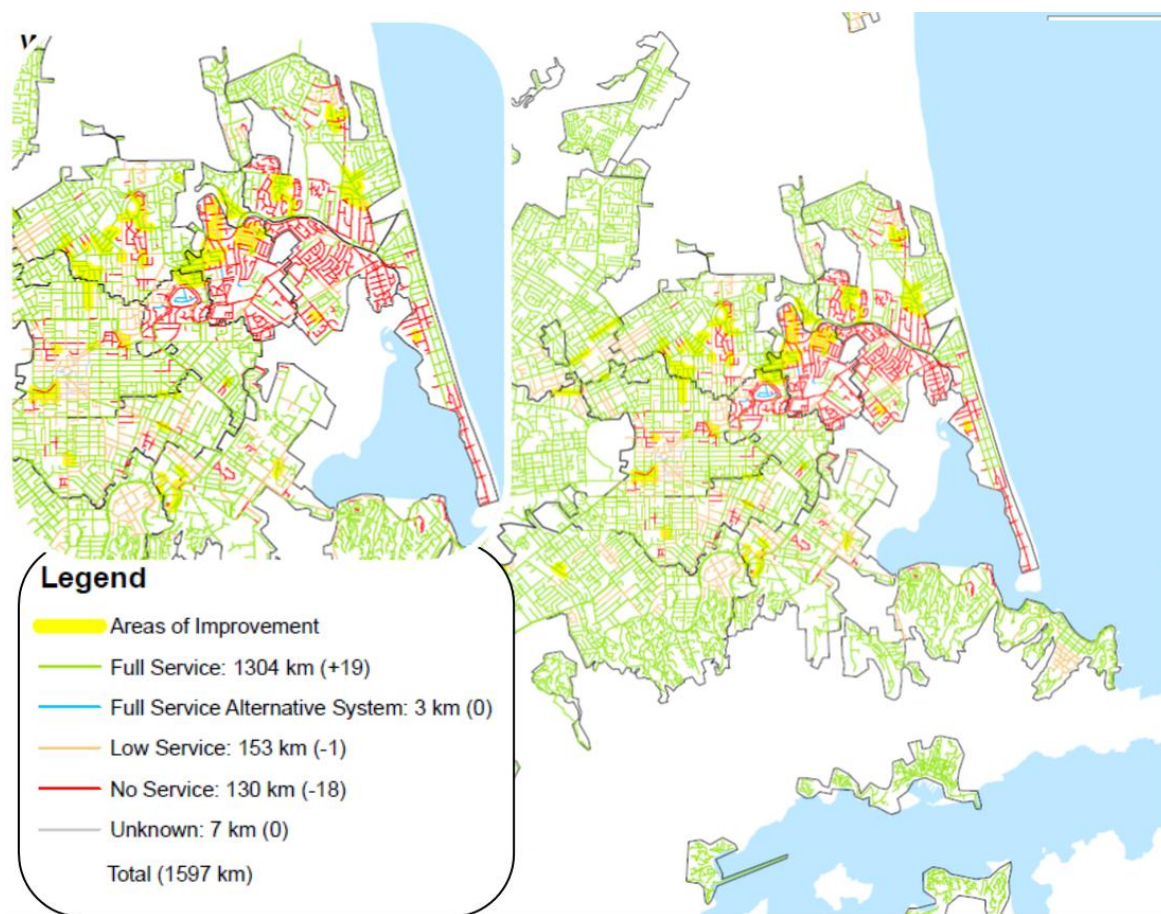 Legend
Areas of Improvement
Full Service: 1304 km (+19)
Full Service Alternative System: 3 km (0)
Low Service: 153 km (-1)
No Service: 130 km (-18)
Unknown: 7 km (0)
Total (1597 km)